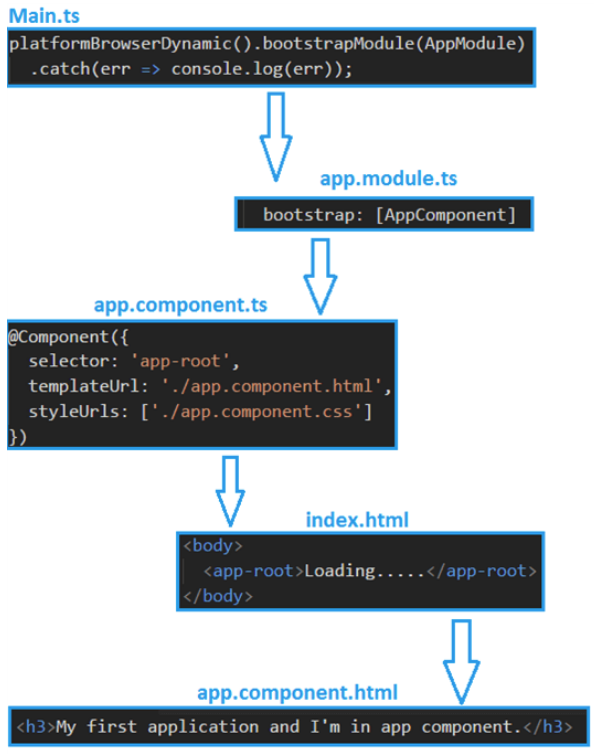 Main.ts
platformBrowserDynamic().bootstrapModule(AppModule)
.catch(err => console.log(err));
app.module.ts
bootstrap: [AppComponent]
app.component.ts
@Component({
selector: 'app-root',
templateUrl: './app.component.html',
styleUrls: ['./app.component.css']
})
index.html
<body>
<app-root>Loading.....</app-root>
</body>
app.component.html
<h3>My first application and I'm in app component.</h3>